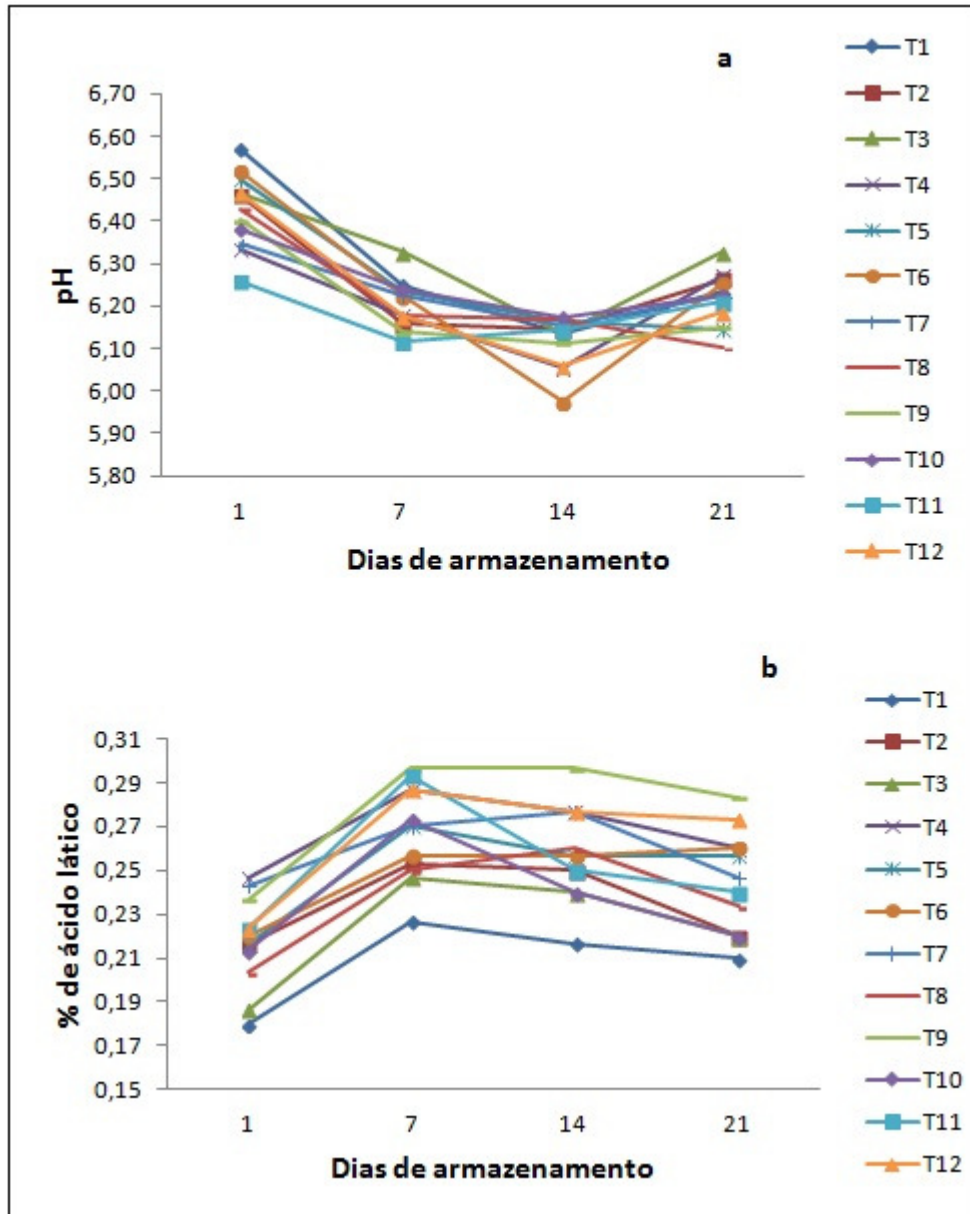 a
pH
6,70
6,60
6,50
6,40
6,30
6,20
6,10
6,00
5,90
5,80
1 7 14 21
Dias de armazenamento
T1
T2
T3
T4
T5
T6
T7
T8
T9
T10
T11
T12
b
% de ácido lático
0,31
0,29
0,27
0,25
0,23
0,21
0,19
0,17
0,15
1 7 14 21
Dias de armazenamento
T1
T2
T3
T4
T5
T6
T7
T8
T9
T10
T11
T12